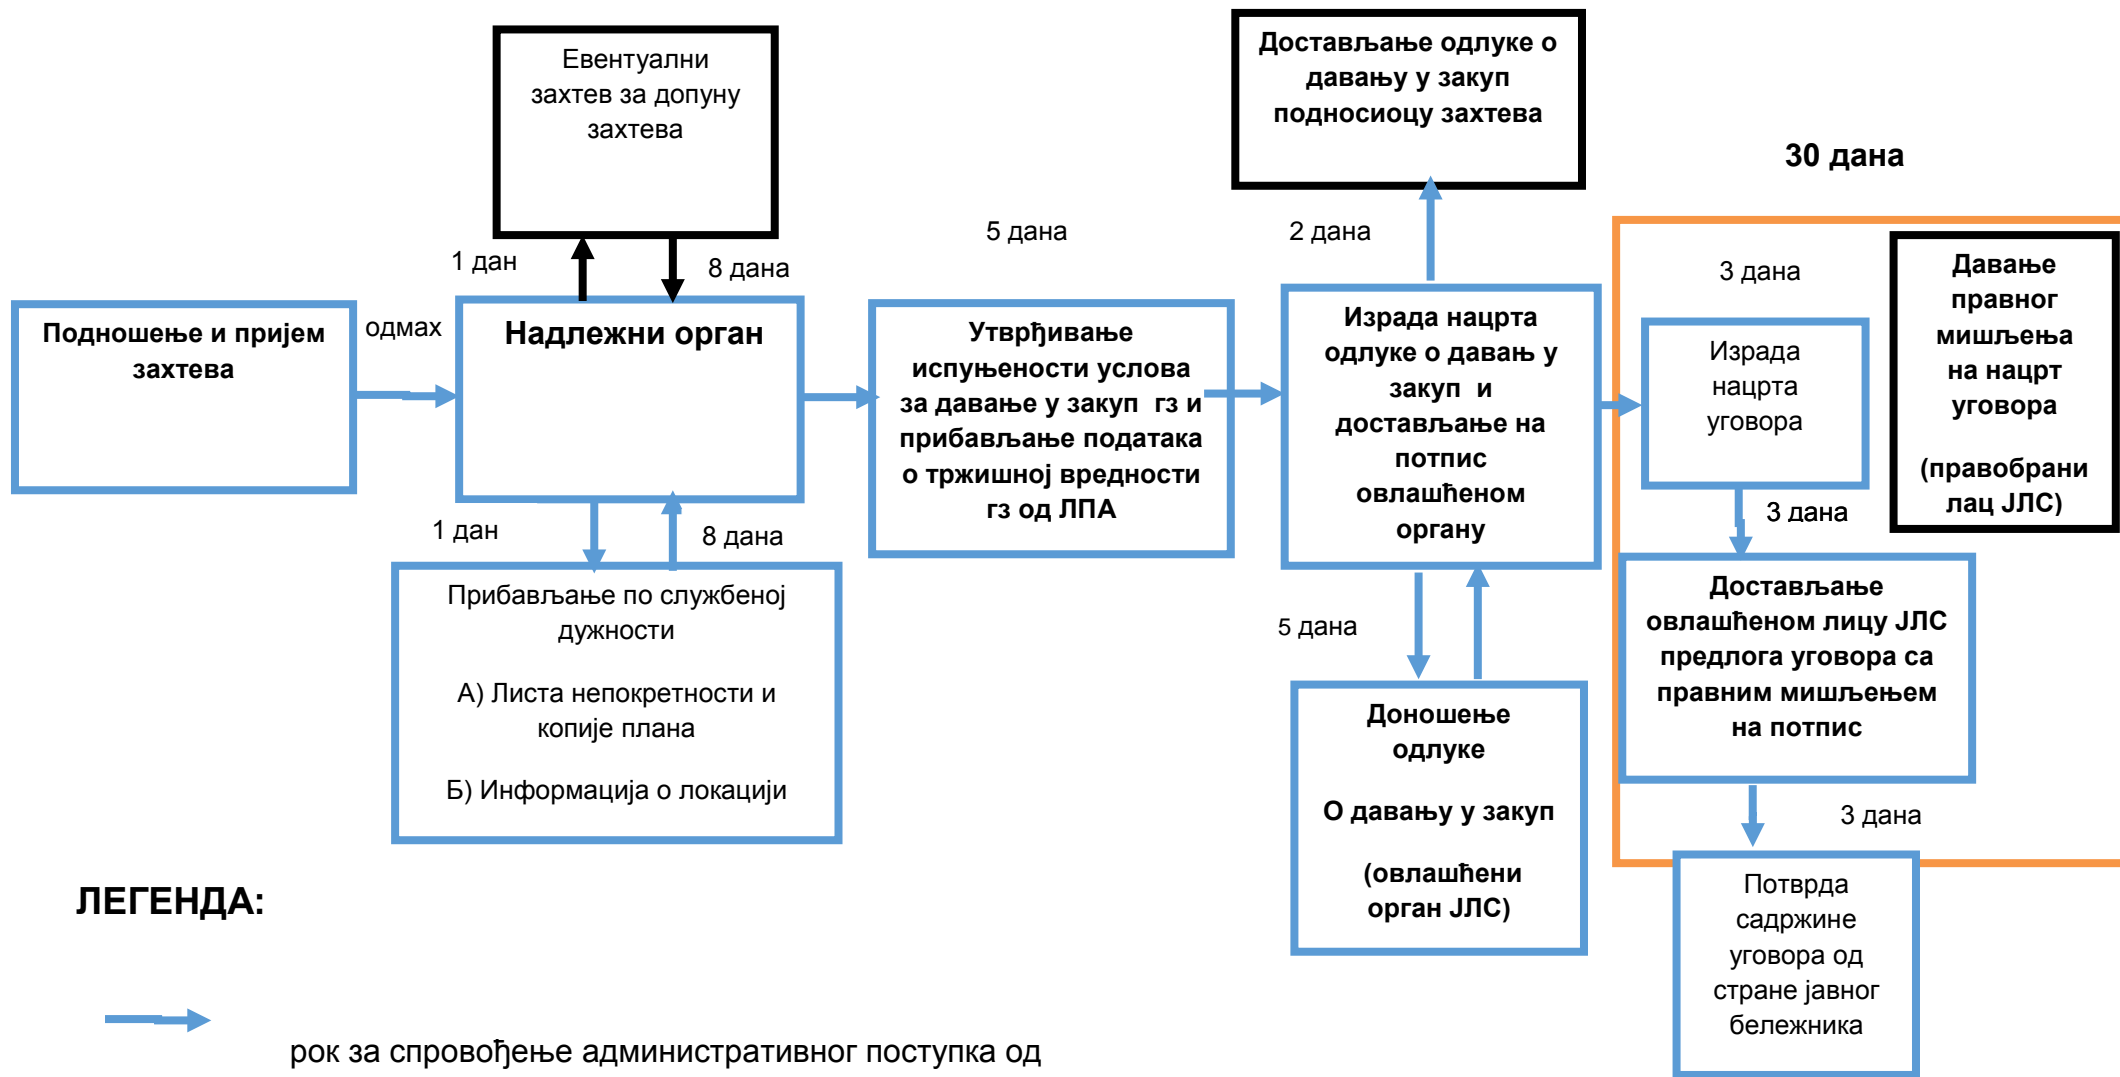 Евентуални
захтев за допуну
захтева
Достављање одлуке о
давању у закуп
подносиоцу захтева
30 дана
1 дан
8 дана
5 дана
2 дана
3 дана
Подношење и пријем
захтева
одмах
Надлежни орган
Утврђивање
испуњености услова
за давање у закуп гз и
прибављање података
о тржишној вредности
гз од ЛПА
Израда нацрта
одлуке о давањ у
закуп и
достављање на
потпис
овлашћеном
органу
Израда
нацрта
уговора
Давање
правног
мишљења
на нацрт
уговора
(правобрани
лац ЈЛС)
1 дан
8 дана
3 дана
Прибављање по службеној
дужности
А) Листа непокретности и
копије плана
Б) Информација о локацији
5 дана
Доношење
одлуке
О давању у закуп
(овлашћени
орган ЈЛС)
Достављање
овлашћеном лицу ЈЛС
предлога уговора са
правним мишљењем
на потпис
3 дана
Потврда
садржине
уговора од
стране јавног
бележника
ЛЕГЕНДА:
рок за спровођење административног поступка од